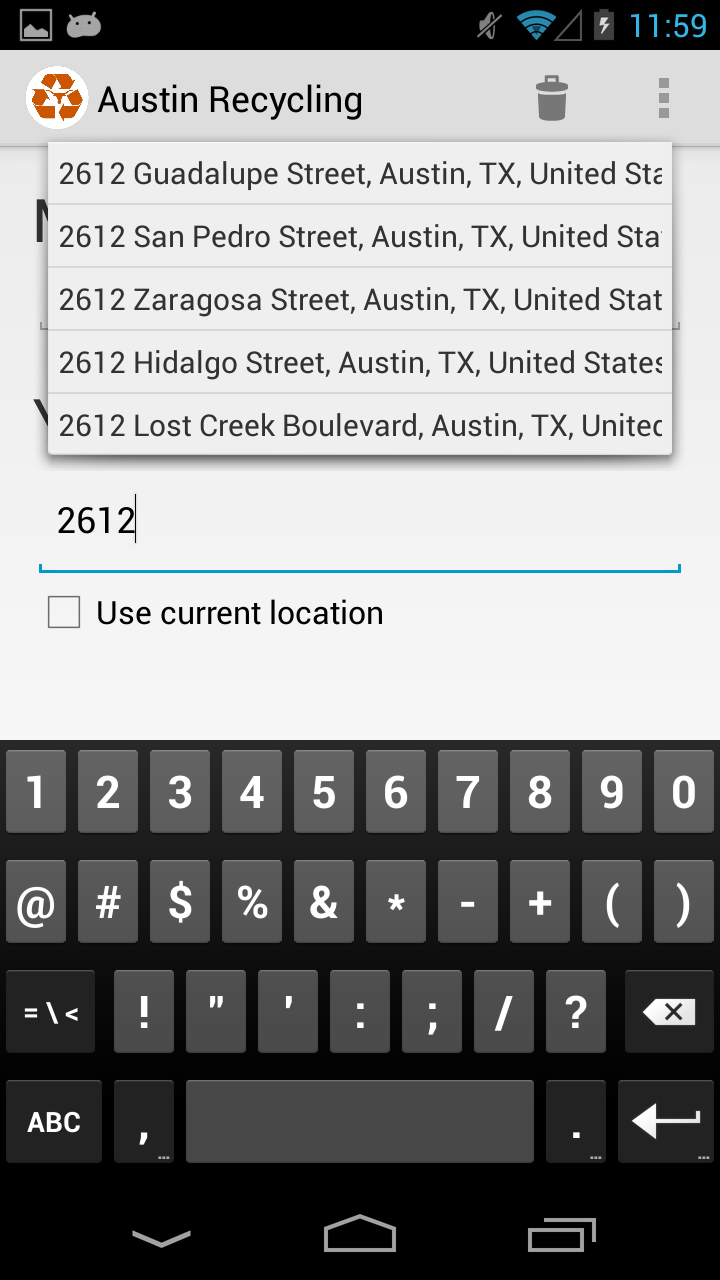 11:59
Austin Recycling
2612 Guadalupe Street, Austin, TX, United Sta
2612 San Pedro Street, Austin, TX, United Sta
2612 Zaragosa Street, Austin, TX, United Stat
2612 Hidalgo Street, Austin, TX, United States
2612 Lost Creek Boulevard, Austin, TX, United
2612
Use current location
1 2 3 4 5 6 7 8 9 0
@ # $ % & * - + ( )
= \ < ! " ' : ; / ?
ABC , ... . ... ...